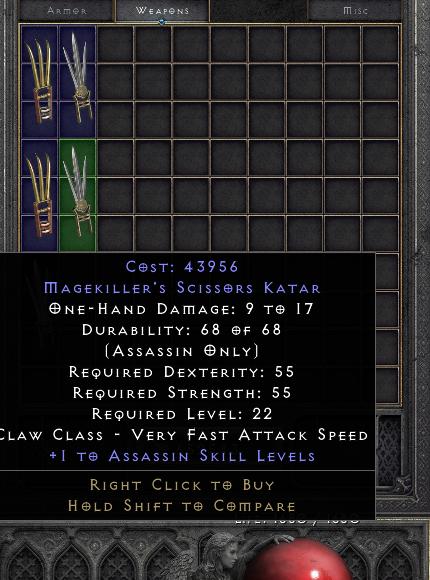 Armor
Weapons
Misc
Cost: 43956
Magekiller's Scissors Katar
One-Hand Damage: 9 to 17
Durability: 68 of 68
(Assassin Only)
Required Dexterity: 55
Required Strength: 55
Required Level: 22
Claw Class - Very Fast Attack Speed
+1 to Assassin Skill Levels
Right Click to Buy
Hold Shift to Compare